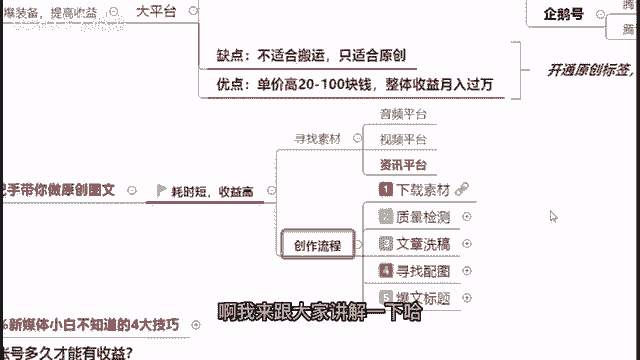 爆装备，提高收益
大平台
企鹅号
缺点：不适合搬运，只适合原创
优点：单价高20-100块钱，整体收益月入过万
开通原创标签，
寻找素材
音频平台
视频平台
资讯平台
把手带你做原创图文
耗时短，收益高
创作流程
1 下载素材
2 质量检测
3 文章洗稿
4 寻找配图
5 爆文标题
啊我来跟大家讲解一下哈
%新媒体小白不知道的4大技巧
账号多久才能有收益？